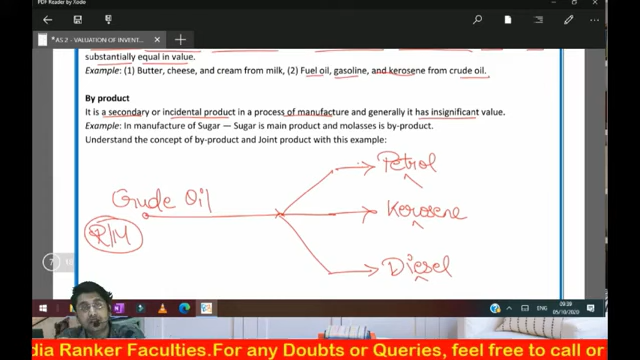 PDF Reader by Xodo
AS 2 - VALUATION OF INVENT
substantially equal in value.
Example: (1) Butter, cheese, and cream from milk, (2) Fuel oil, gasoline, and kerosene from crude oil.
By product
It is a secondary or incidental product in a process of manufacture and generally it has insignificant value.
Example: In manufacture of Sugar — Sugar is main product and molasses is by-product.
Understand the concept of by-product and Joint product with this example:
Petrol
Crude Oil
Kerosene
R/M
Diesel
7
ENG
09:39
05/10/2020
dia Ranker Faculties.For any Doubts or Queries, feel free to call or